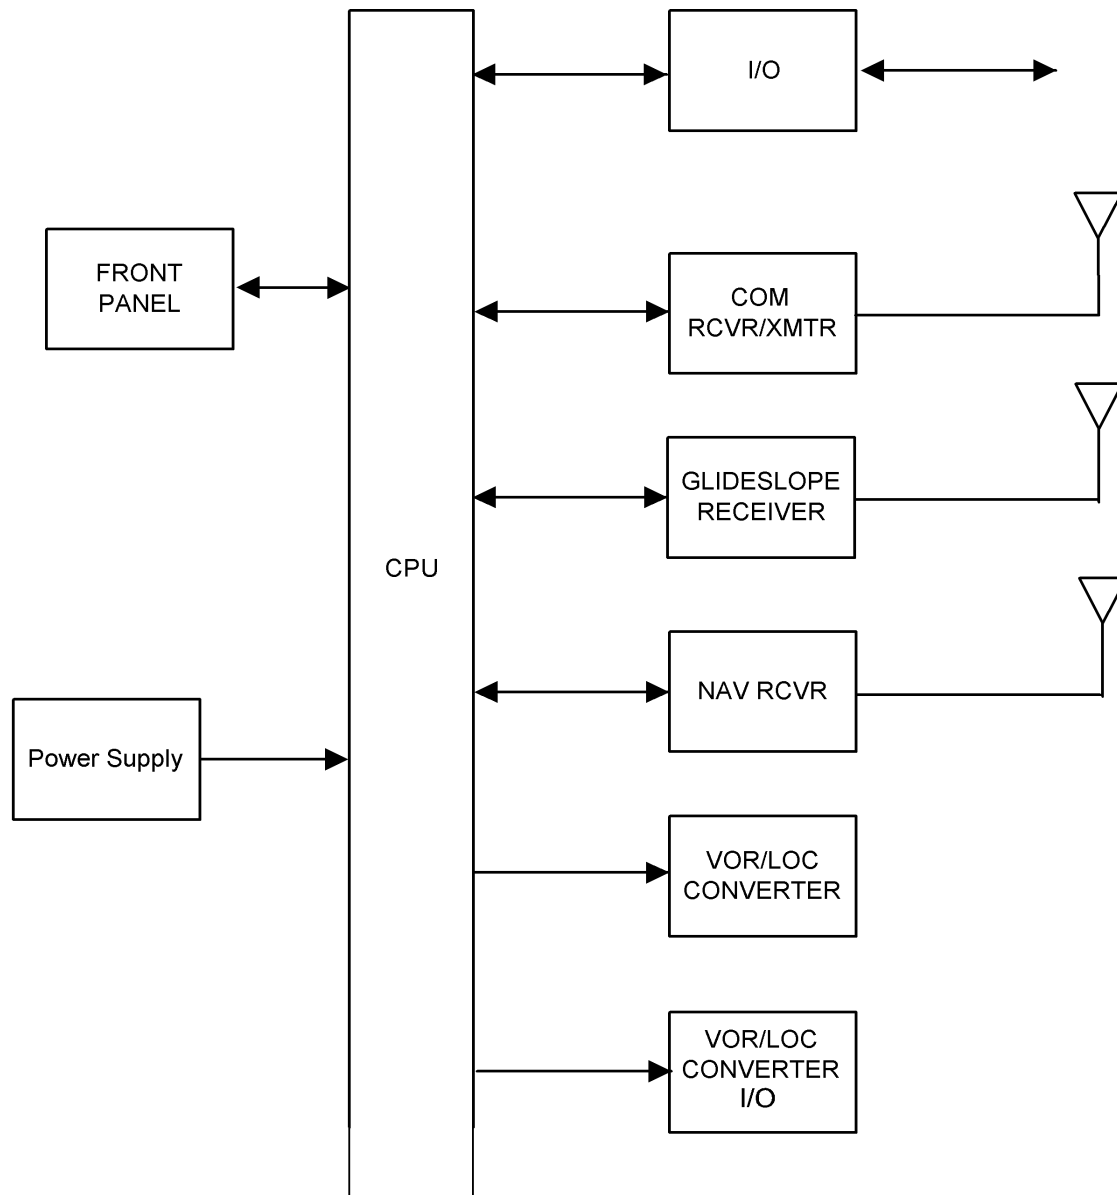 I/O
FRONT
PANEL
COM
RCVR/XMTR
GLIDESLOPE
RECEIVER
CPU
NAV RCVR
Power Supply
VOR/LOC
CONVERTER
VOR/LOC
CONVERTER
I/O